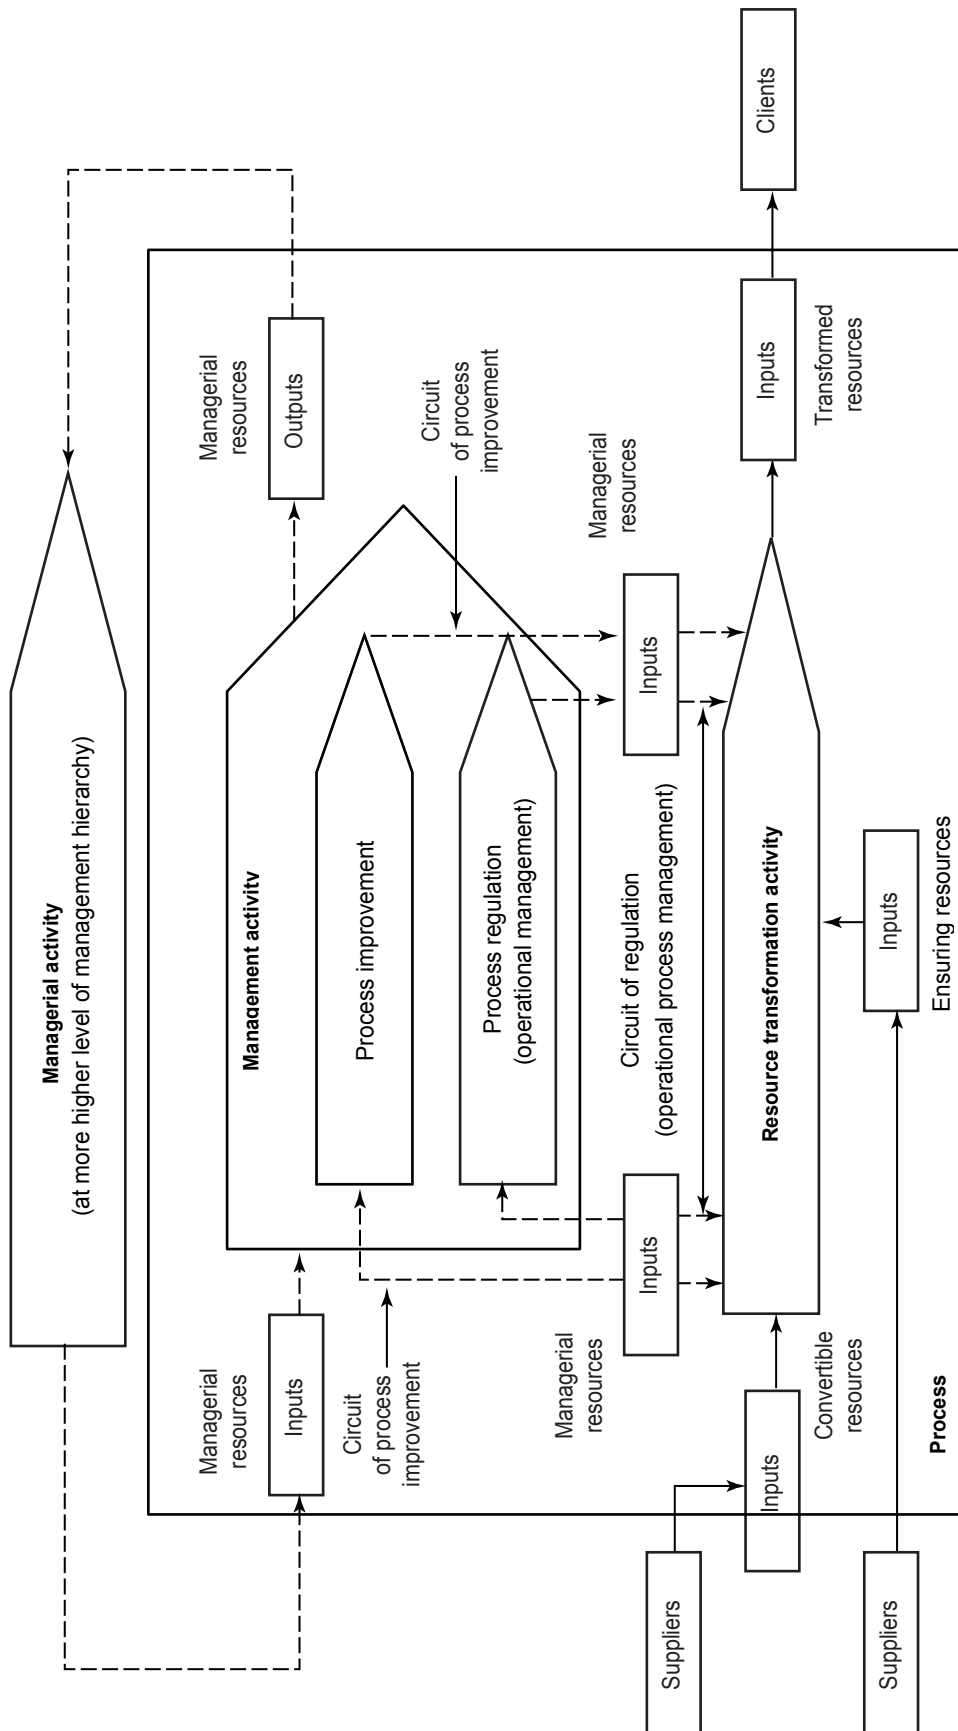 Managerial activity
(at more higher level of management hierarchy)
Managerial
resources
Inputs
Management activity
Managerial
resources
Outputs
Circuit
of process
improvement
Process improvement
Circuit
of process
improvement
Process regulation
(operational management)
Managerial
resources
Inputs
Circuit of regulation
(operational process management)
Managerial
resources
Inputs
Suppliers
Inputs
Convertible
resources
Resource transformation activity
Inputs
Transformed
resources
Clients
Suppliers
Inputs
Ensuring resources
Process